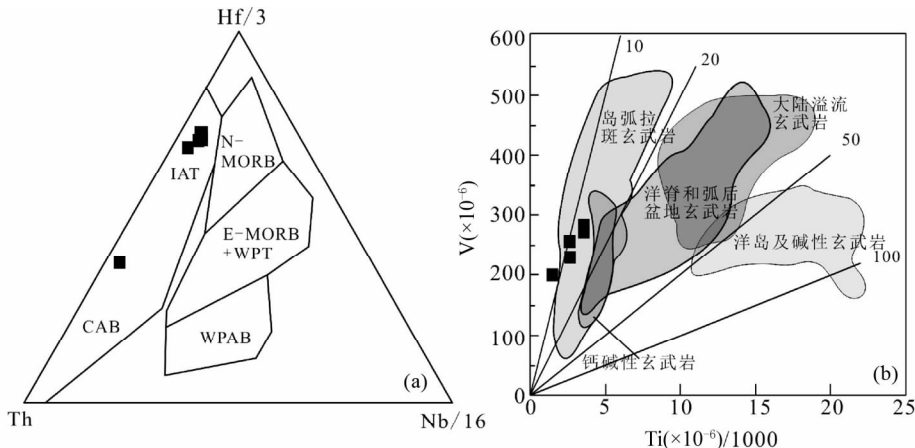 Hf/3
N-
MORB
IAT
E-MORB
+WPT
CAB
WPAB
(a)
Th
Nb/16
600
500
400
300
200
100
0
V(×10⁻⁶)
10
20
50
100
岛弧拉
斑玄武岩
大陆溢流
玄武岩
洋脊和弧后
盆地玄武岩
洋岛及碱性玄武岩
钙碱性玄武岩
(b)
0
5
10
15
20
25
Ti(×10⁻⁶)/1000